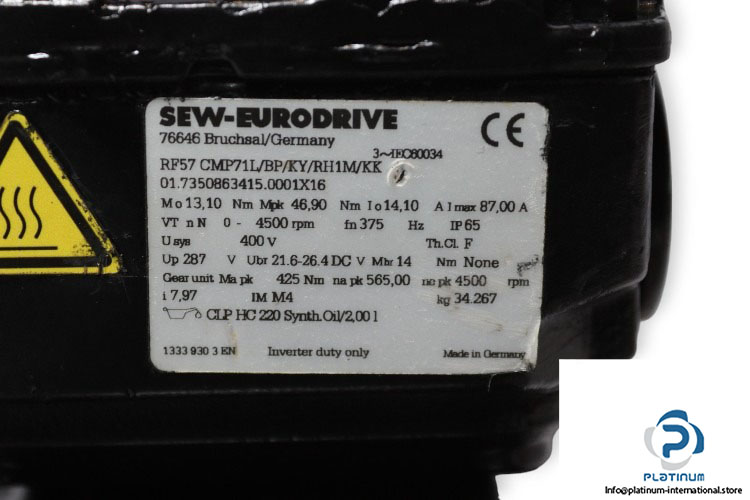 SEW-EURODRIVE
76646 Bruchsal/Germany
CE
3~IEC60034
RF57 CMP71L/BP/KY/RH1M/KK
01.7350863415.0001X16
Mo 13,10 Nm Mpk 46,90 Nm Io 14,10 A Imax 87,00 A
VT nN 0- 4500 rpm fn 375 Hz IP 65
Usys 400 V Th.Cl. F
Up 287 V Ubr 21.6-26.4 DC V Mbr 14 Nm None
Gear unit Ma pk 425 Nm na pk 565,00 ne pk 4500 rpm
i 7,97 IM M4 kg 34.267
CLP HC 220 Synth.Oil/2,00 l
1333 930 3 EN Inverter duty only Made in Germany
PLATINUM
Info@platinum-international.store